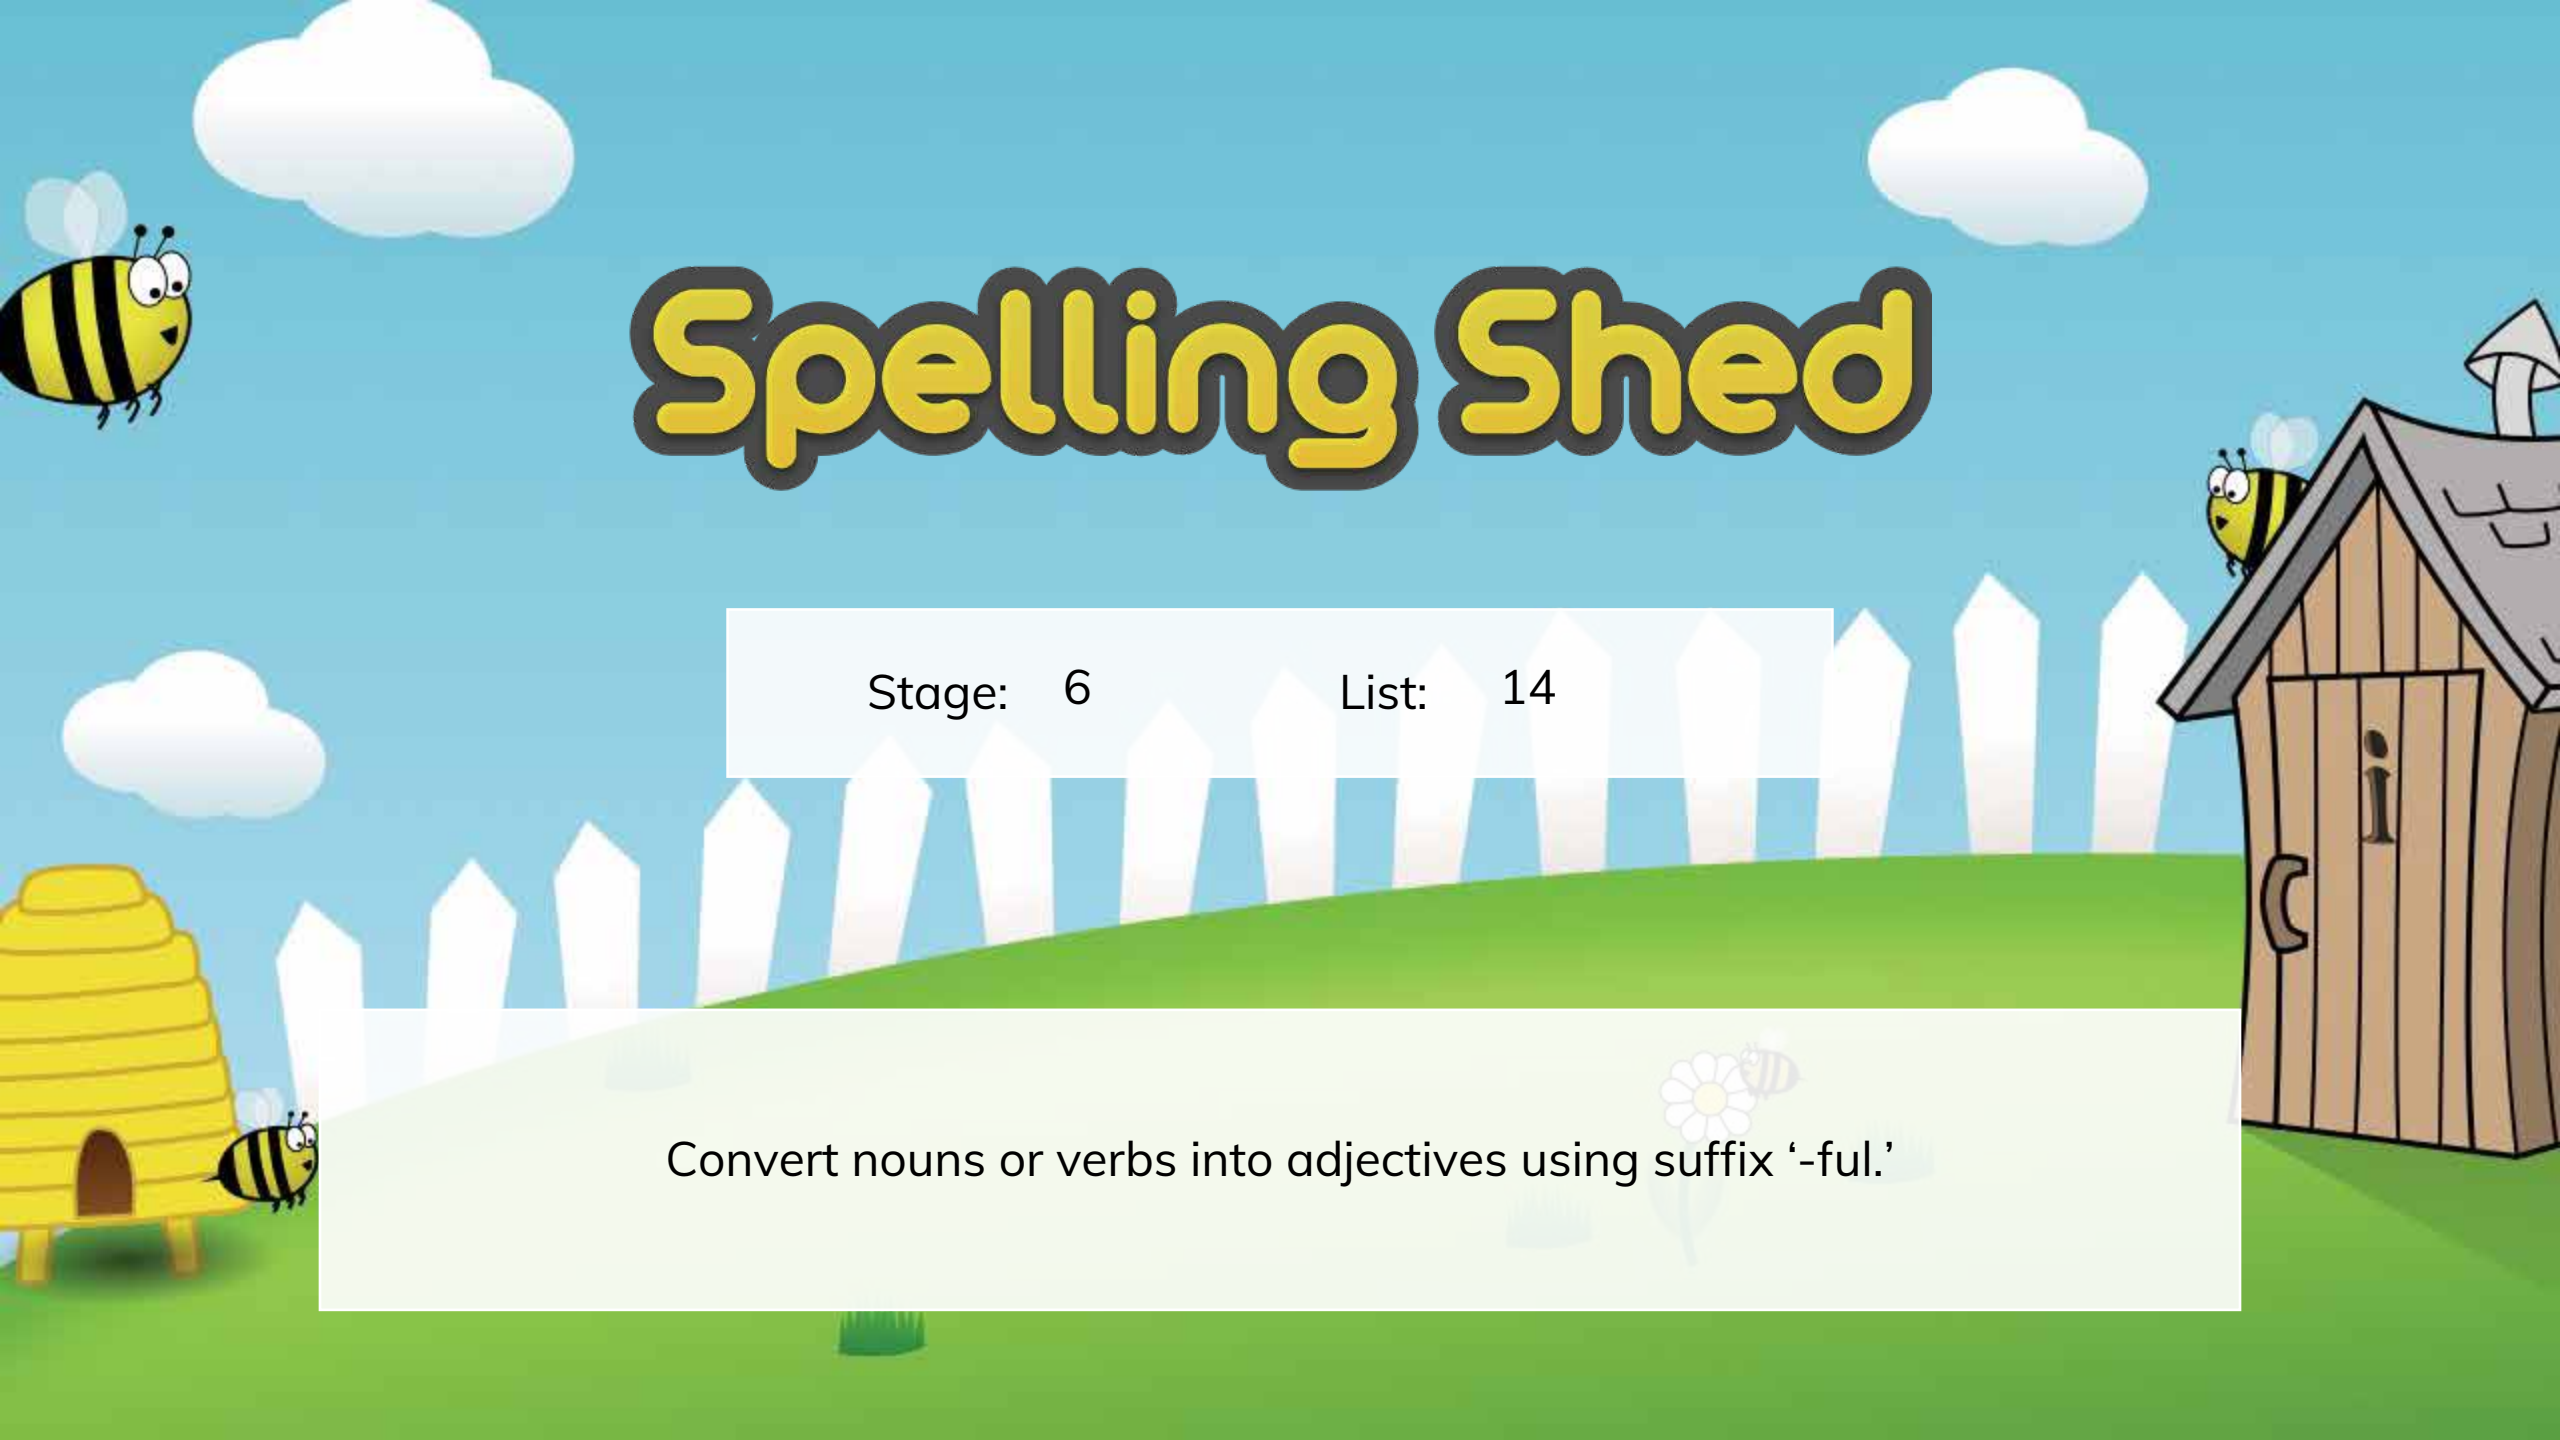 Spelling Shed
Stage: 6 List: 14
i
Convert nouns or verbs into adjectives using suffix ‘-ful.’